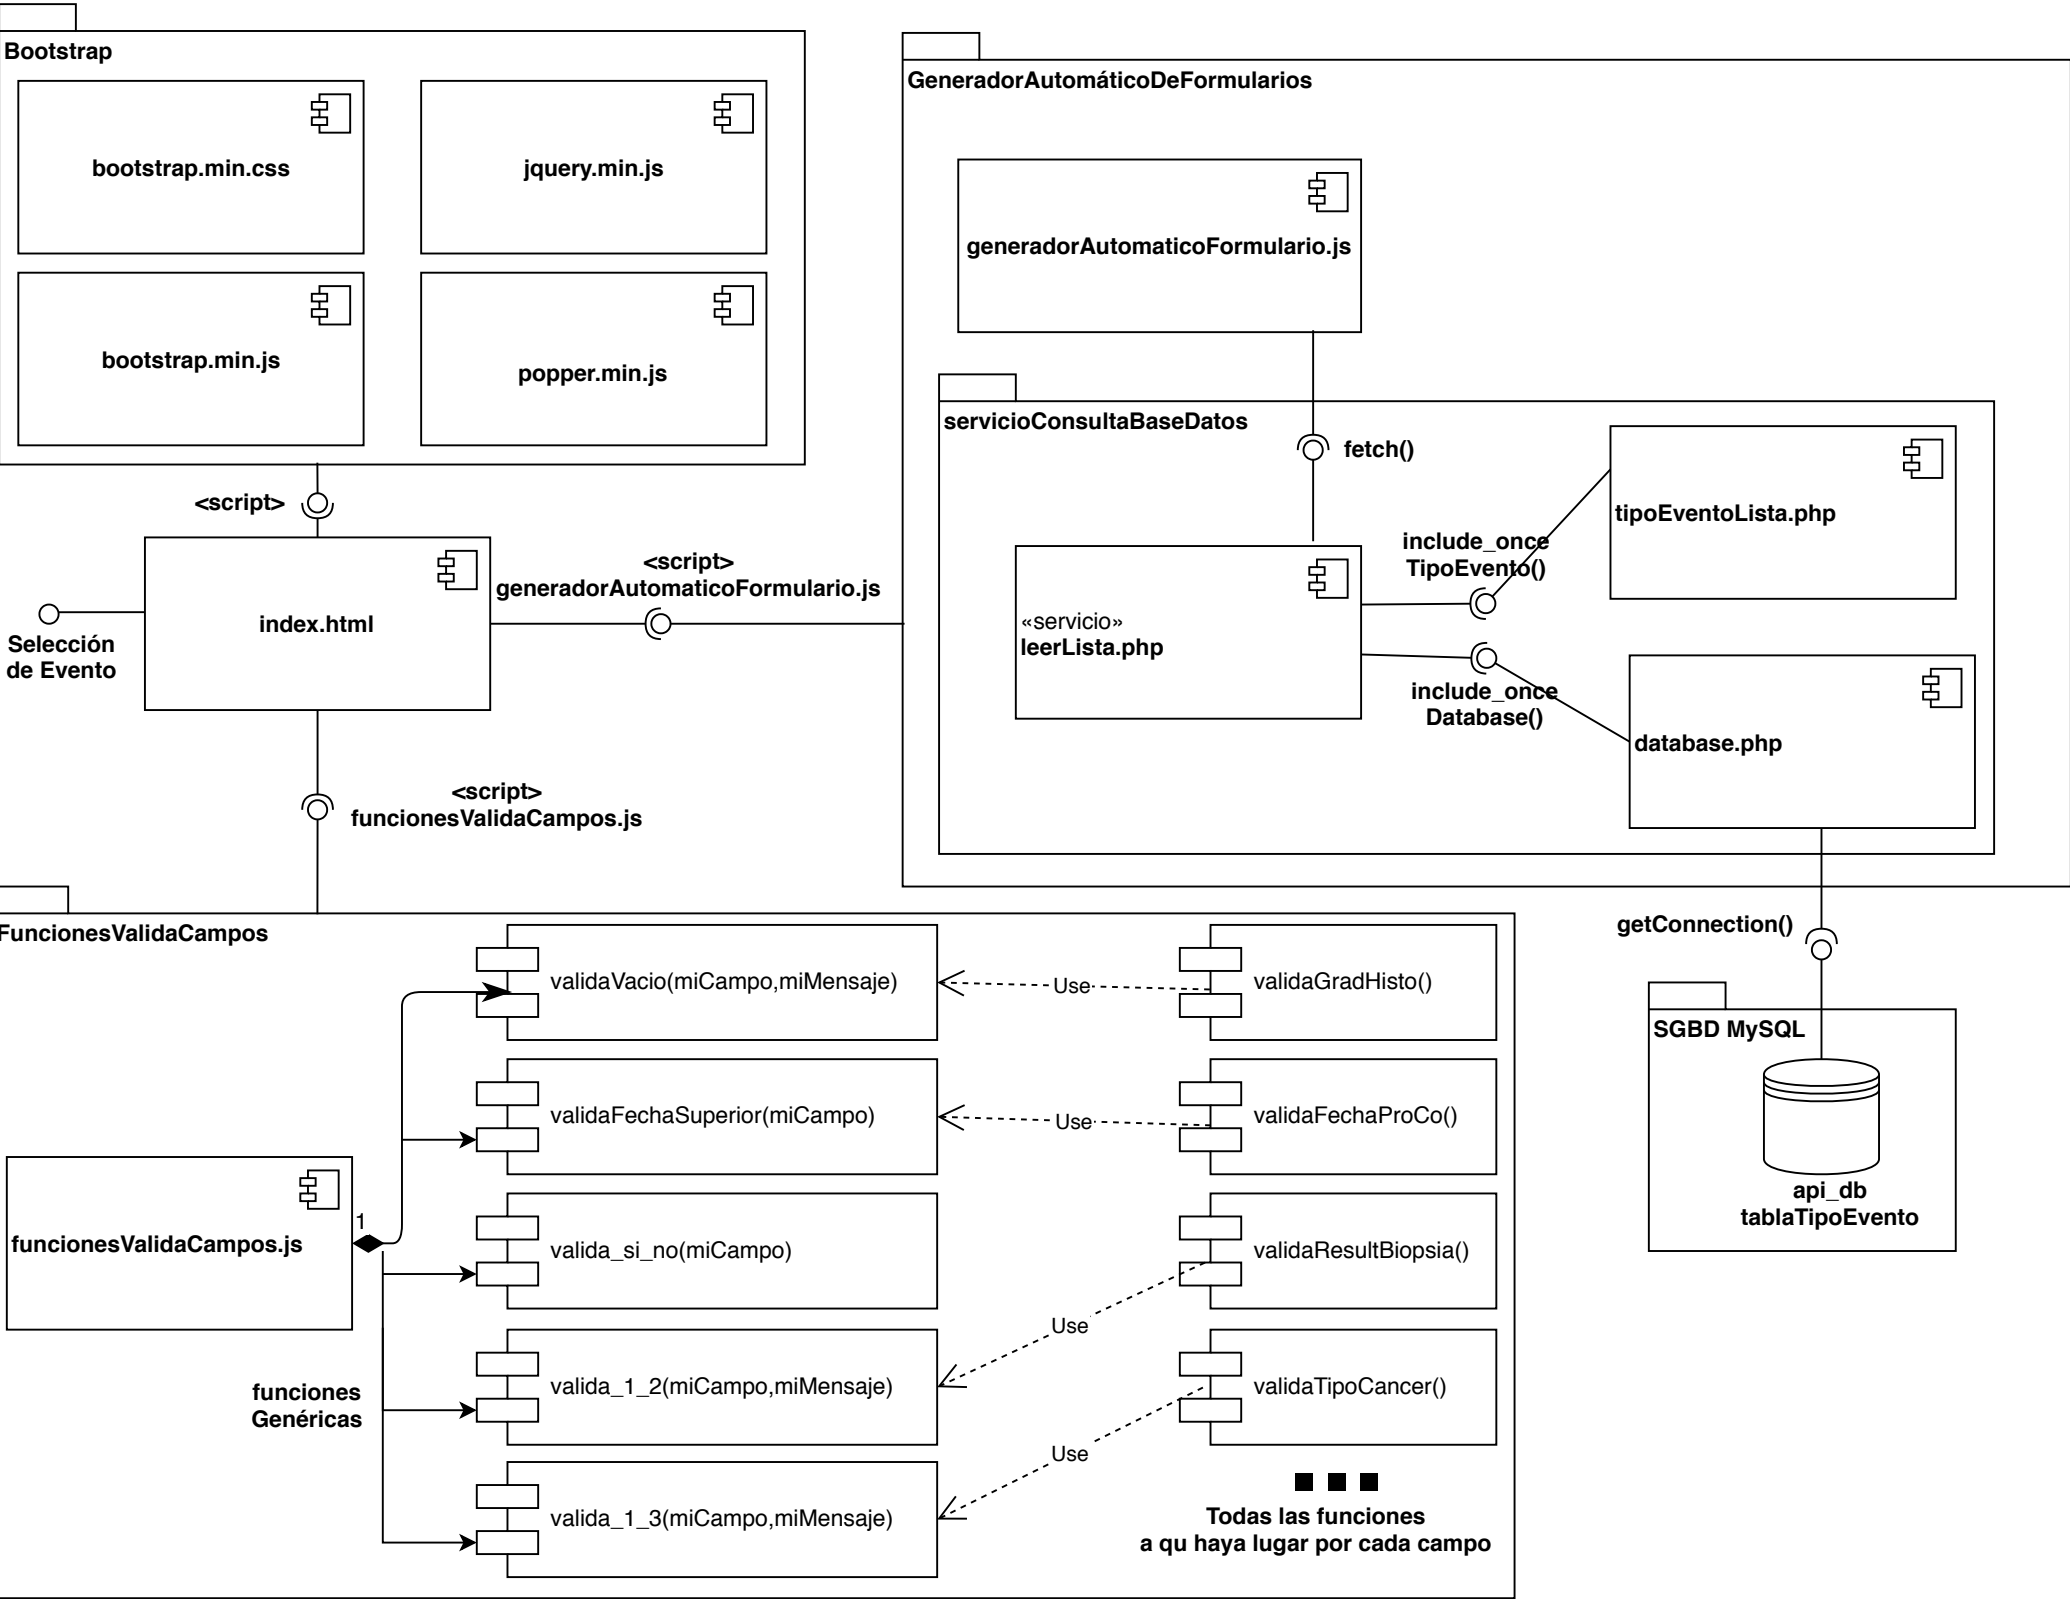 Bootstrap
bootstrap.min.css
jquery.min.js
bootstrap.min.js
popper.min.js
<script>
index.html
Selección
de Evento
<script>
generadorAutomaticoFormulario.js
<script>
funcionesValidaCampos.js
GeneradorAutomáticoDeFormularios
generadorAutomaticoFormulario.js
servicioConsultaBaseDatos
fetch()
tipoEventoLista.php
include_once
TipoEvento()
«servicio»
leerLista.php
include_once
Database()
database.php
getConnection()
SGBD MySQL
api_db
tablaTipoEvento
FuncionesValidaCampos
validaVacio(miCampo,miMensaje)
Use
validaGradHisto()
validaFechaSuperior(miCampo)
Use
validaFechaProCo()
funcionesValidaCampos.js
1
valida_si_no(miCampo)
validaResultBiopsia()
Use
funciones
Genéricas
valida_1_2(miCampo,miMensaje)
validaTipoCancer()
Use
valida_1_3(miCampo,miMensaje)
Todas las funciones
a qu haya lugar por cada campo